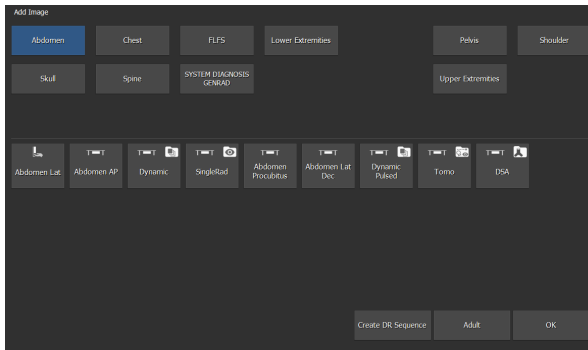 Add Image
Abdomen
Chest
FLFS
Lower Extremities
Pelvis
Shoulder
Skull
Spine
SYSTEM DIAGNOSIS
GENRAD
Upper Extremities
Abdomen Lat
Abdomen AP
Dynamic
SingleRad
Abdomen
Procubitus
Abdomen Lat
Dec
Dynamic
Pulsed
Tomo
DSA
Create DR Sequence
Adult
OK